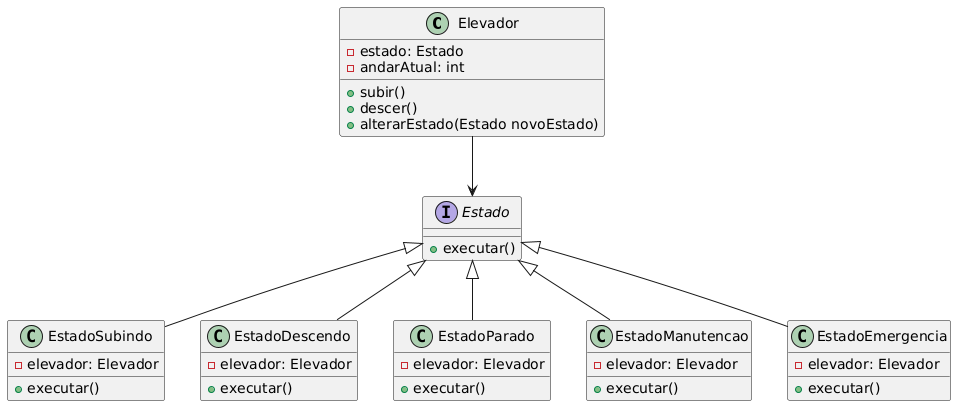 C Elevador
estado: Estado
andarAtual: int
subir()
descer()
alterarEstado(Estado novoEstado)
I Estado
executar()
C EstadoSubindo
elevador: Elevador
executar()
C EstadoDescendo
elevador: Elevador
executar()
C EstadoParado
elevador: Elevador
executar()
C EstadoManutencao
elevador: Elevador
executar()
C EstadoEmergencia
elevador: Elevador
executar()